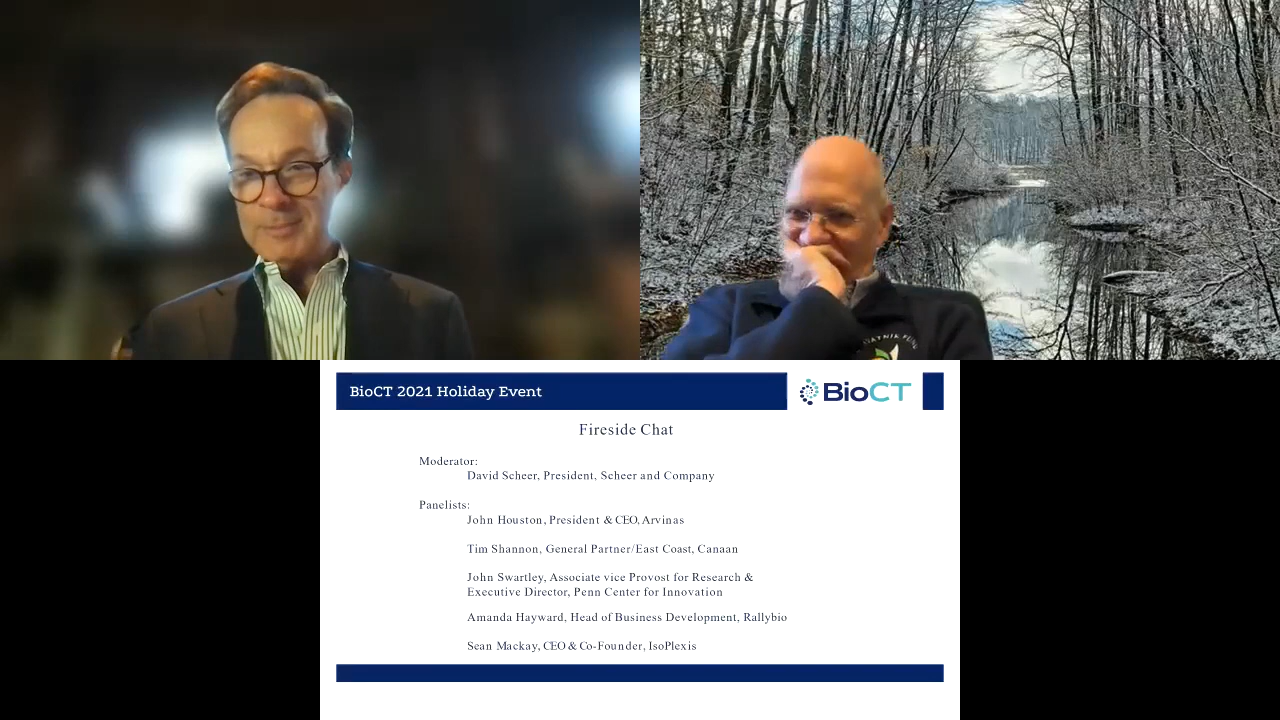 BioCT 2021 Holiday Event
BioCT
Fireside Chat
Moderator:
David Scheer, President, Scheer and Company
Panelists:
John Houston, President & CEO, Arvinas
Tim Shannon, General Partner/East Coast, Canaan
John Swartley, Associate vice Provost for Research &
Executive Director, Penn Center for Innovation
Amanda Hayward, Head of Business Development, Rallybio
Sean Mackay, CEO & Co-Founder, IsoPlexis